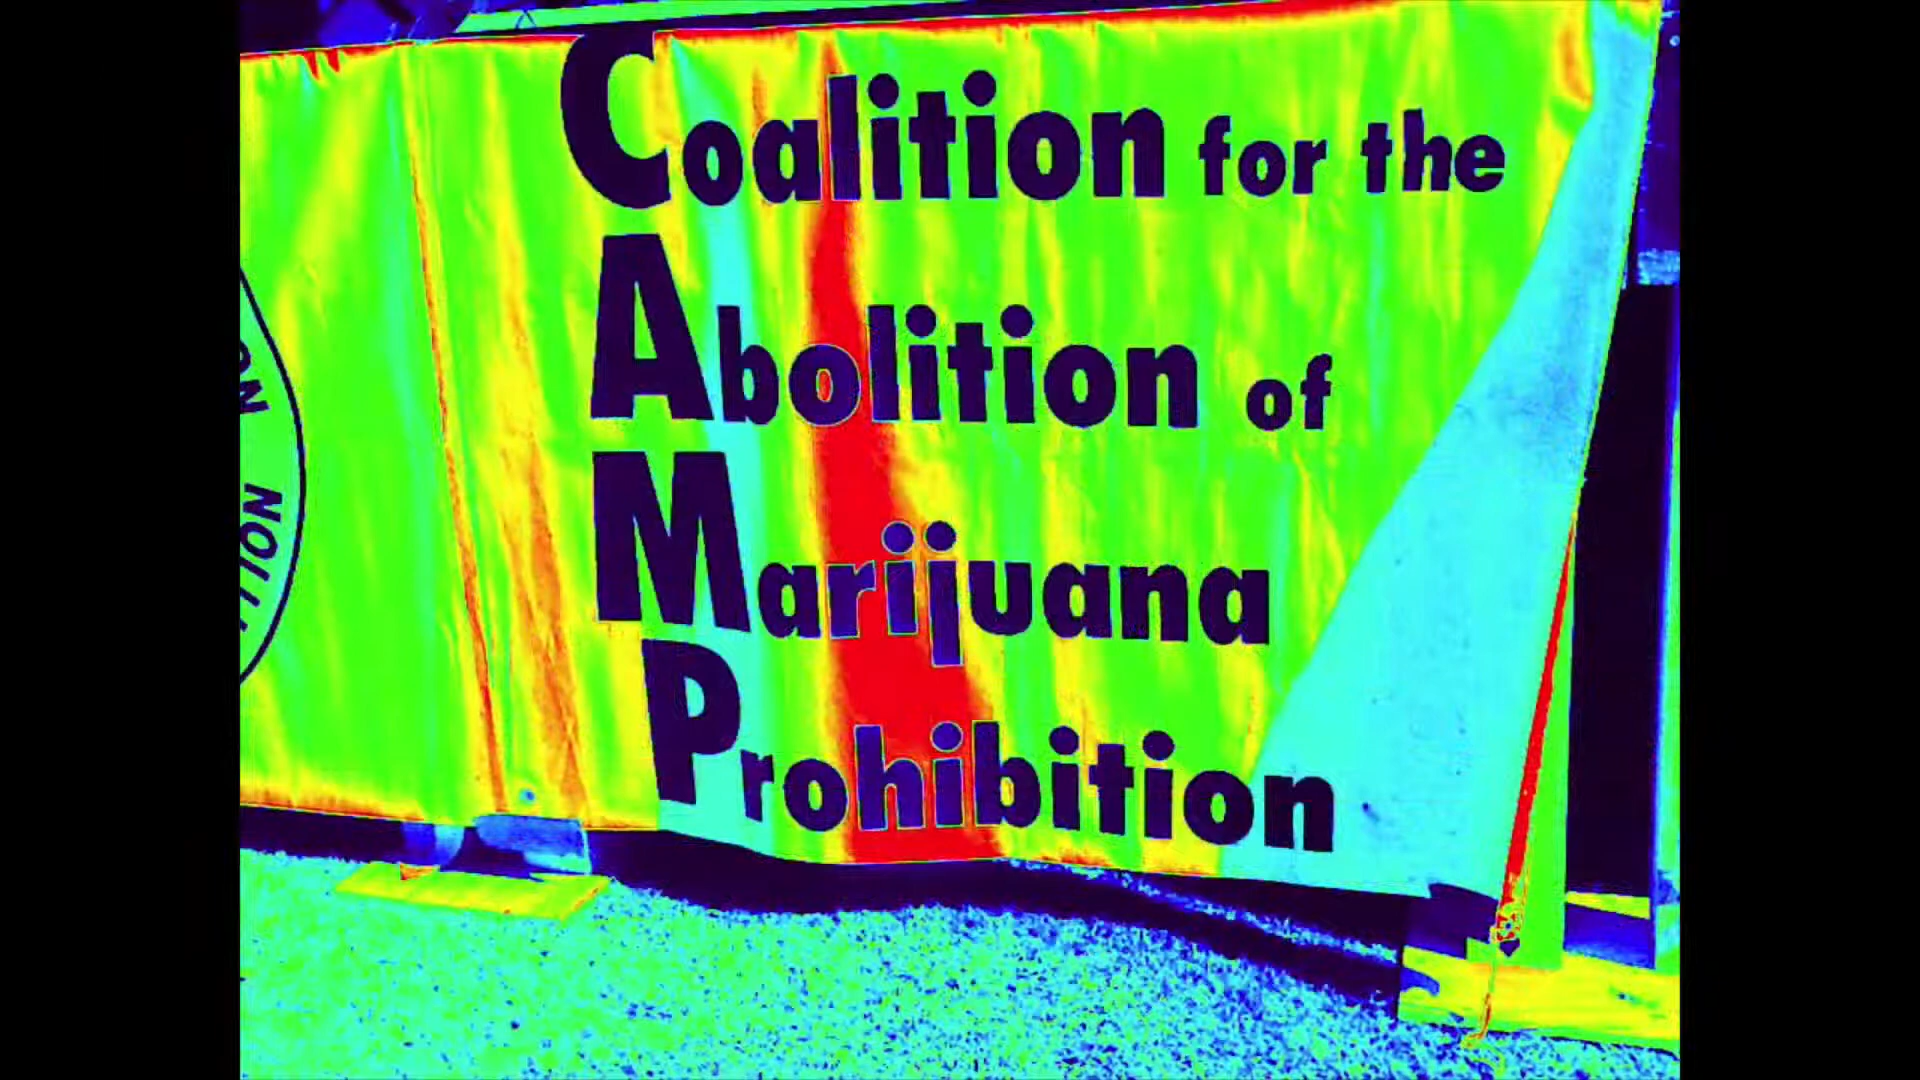 Coalition for the
Abolition of
Marijuana
Prohibition